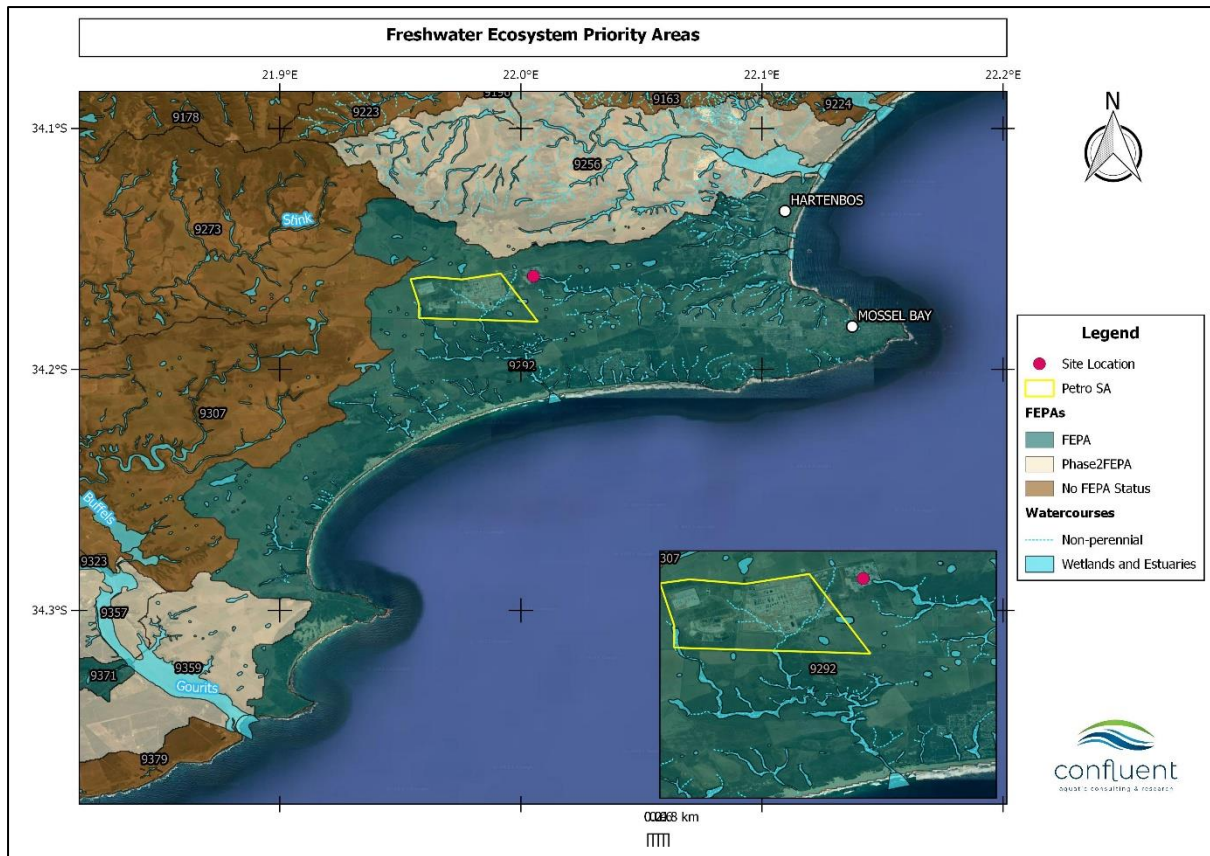 Freshwater Ecosystem Priority Areas
21.9°E
22.0°E
22.1°E
22.2°E
34.1°S
34.2°S
34.3°S
9178
9223
9163
9224
9256
9273
Stink
9307
9292
HARTENBOS
MOSSEL BAY
Buffels
9323
9357
9371
9359
Gourits
9379
307
9292
N
Legend
Site Location
Petro SA
FEPAs
FEPA
Phase2FEPA
No FEPA Status
Watercourses
Non-perennial
Wetlands and Estuaries
confluent
aquatic consulting & research